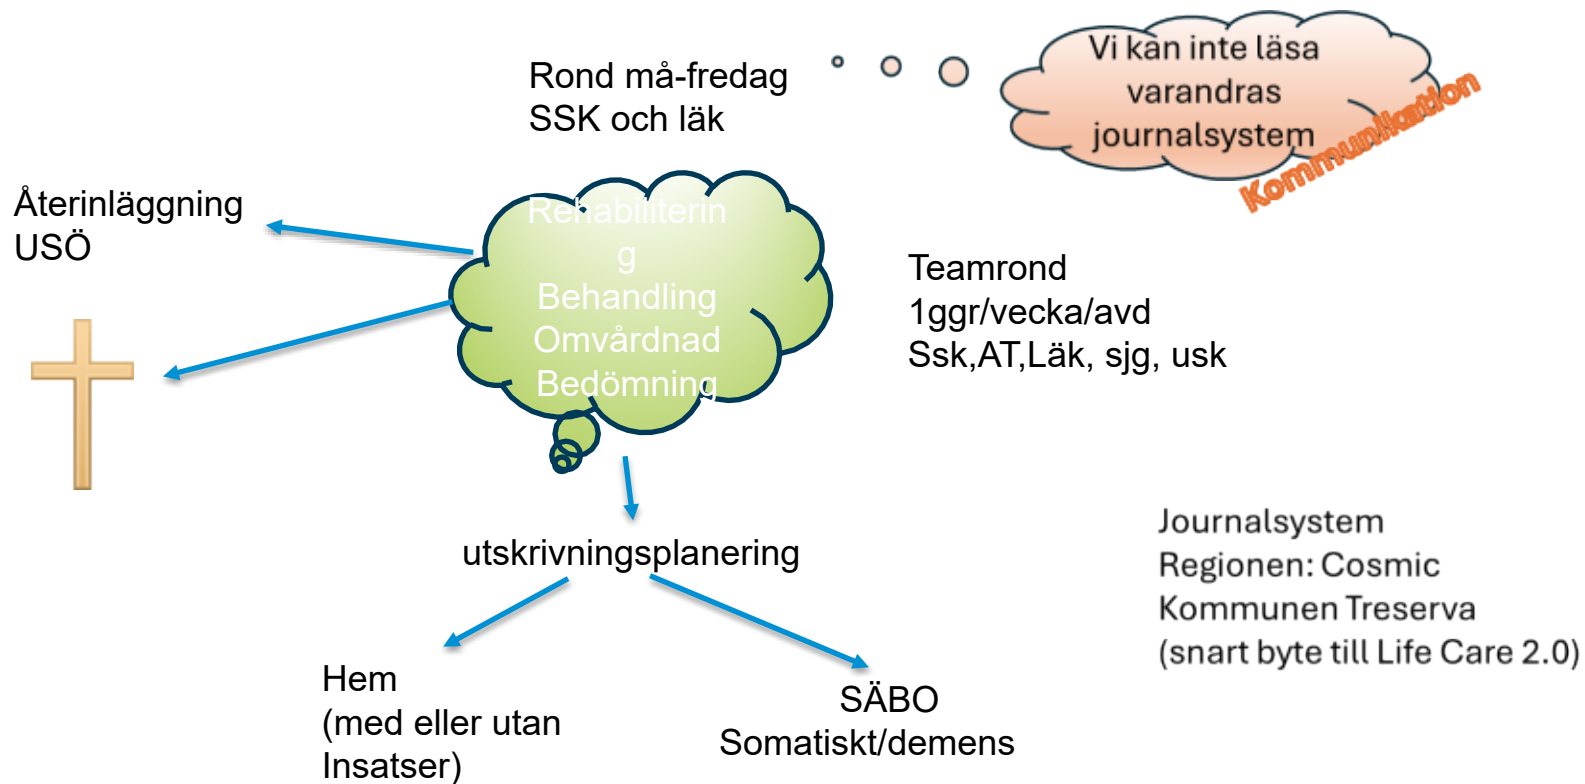 Rond må-fredag
SSK och läk
Vi kan inte läsa
varandras
journalsystem
Kommunikation
Återinläggning
USÖ
Rehabiliterin
g
Behandling
Omvårdnad
Bedömning
Teamrond
1ggr/vecka/avd
Ssk,AT,Läk, sjg, usk
utskrivningsplanering
Journalsystem
Regionen: Cosmic
Kommunen Treserva
(snart byte till Life Care 2.0)
Hem
(med eller utan
Insatser)
SÄBO
Somatiskt/demens